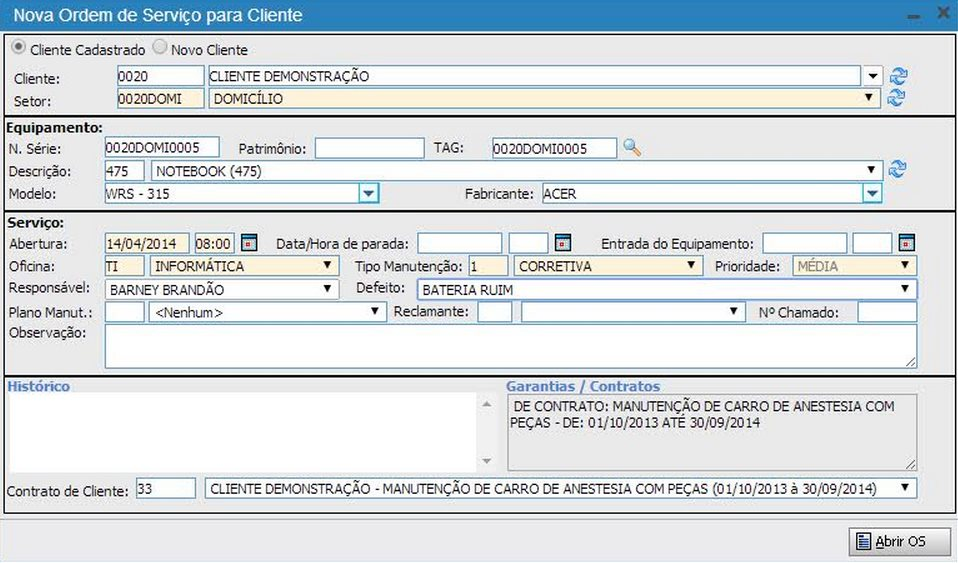 Nova Ordem de Serviço para Cliente
Cliente Cadastrado Novo Cliente
Cliente: 0020 CLIENTE DEMONSTRAÇÃO
Setor: 0020DOMI DOMICÍLIO
Equipamento:
N. Série: 0020DOMI0005 Patrimônio: TAG: 0020DOMI0005
Descrição: 475 NOTEBOOK (475)
Modelo: WRS - 315 Fabricante: ACER
Serviço:
Abertura: 14/04/2014 08:00 Data/Hora de parada: Entrada do Equipamento:
Oficina: TI INFORMÁTICA Tipo Manutenção: 1 CORRETIVA Prioridade: MÉDIA
Responsável: BARNEY BRANDÃO Defeito: BATERIA RUIM
Plano Manut.: <Nenhum> Reclamante: Nº Chamado:
Observação:
Histórico Garantias / Contratos
DE CONTRATO: MANUTENÇÃO DE CARRO DE ANESTESIA COM
PEÇAS - DE: 01/10/2013 ATÉ 30/09/2014
Contrato de Cliente: 33 CLIENTE DEMONSTRAÇÃO - MANUTENÇÃO DE CARRO DE ANESTESIA COM PEÇAS (01/10/2013 à 30/09/2014)
Abrir OS